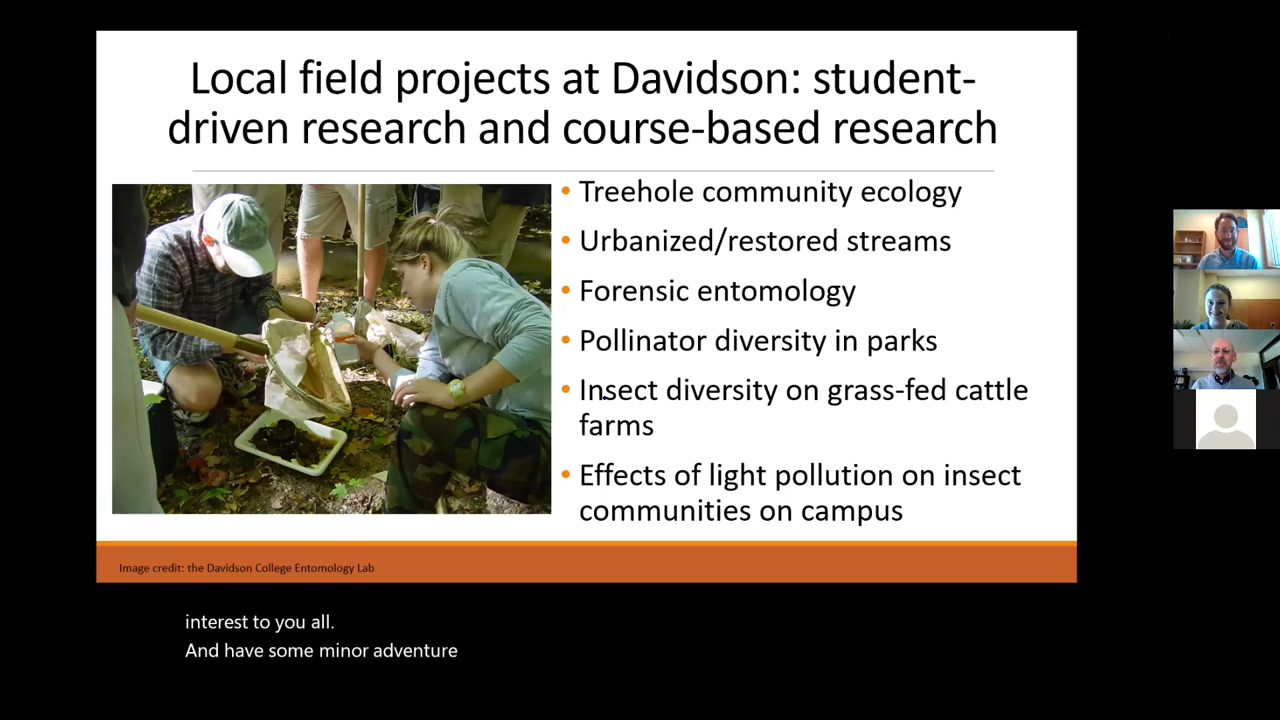 Local field projects at Davidson: student-
driven research and course-based research
• Treehole community ecology
• Urbanized/restored streams
• Forensic entomology
• Pollinator diversity in parks
• Insect diversity on grass-fed cattle
farms
• Effects of light pollution on insect
communities on campus
Image credit: the Davidson College Entomology Lab
interest to you all.
And have some minor adventure